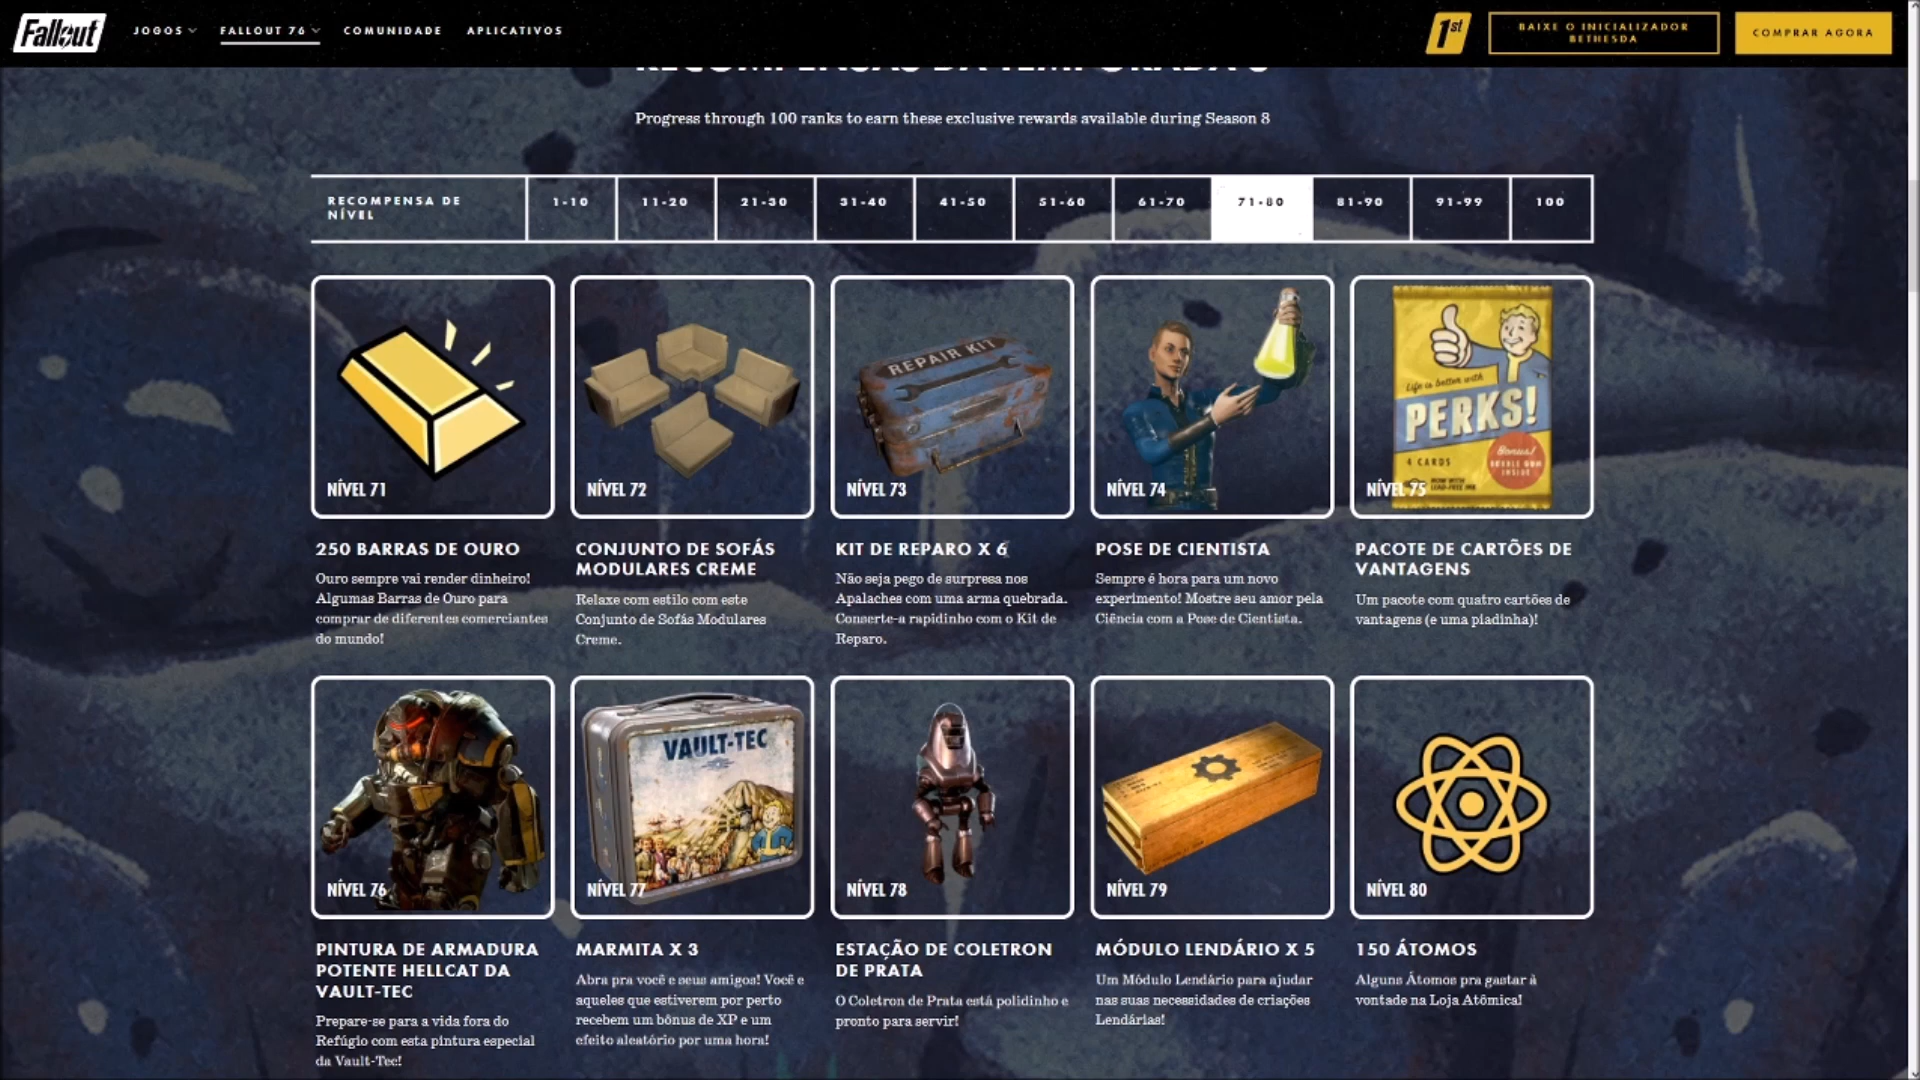 Fallout
JOGOS
FALLOUT 76
COMUNIDADE
APLICATIVOS
1st
BAIXE O INICIALIZADOR
BETHESDA
COMPRAR AGORA
RECOMPENSAS DA TEMPORADA 8
Progress through 100 ranks to earn these exclusive rewards available during Season 8
RECOMPENSA DE
NÍVEL
1-10
11-20
21-30
31-40
41-50
51-60
61-70
71-80
81-90
91-99
100
NÍVEL 71
NÍVEL 72
REPAIR KIT
NÍVEL 73
NÍVEL 74
Life is better with
PERKS!
4 CARDS
Bonus!
BUBBLE GUM
INSIDE
NOW WITH
LEAD-FREE INK
NÍVEL 75
250 BARRAS DE OURO
Ouro sempre vai render dinheiro!
Algumas Barras de Ouro para
comprar de diferentes comerciantes
do mundo!
CONJUNTO DE SOFÁS
MODULARES CREME
Relaxe com estilo com este
Conjunto de Sofás Modulares
Creme.
KIT DE REPARO X 6
Não seja pego de surpresa nos
Apalaches com uma arma quebrada.
Conserte-a rapidinho com o Kit de
Reparo.
POSE DE CIENTISTA
Sempre é hora para um novo
experimento! Mostre seu amor pela
Ciência com a Pose de Cientista.
PACOTE DE CARTÕES DE
VANTAGENS
Um pacote com quatro cartões de
vantagens (e uma piadinha)!
NÍVEL 76
VAULT-TEC
NÍVEL 77
NÍVEL 78
NÍVEL 79
NÍVEL 80
PINTURA DE ARMADURA
POTENTE HELLCAT DA
VAULT-TEC
Prepare-se para a vida fora do
Refúgio com esta pintura especial
da Vault-Tec!
MARMITA X 3
Abra pra você e seus amigos! Você e
aqueles que estiverem por perto
recebem um bônus de XP e um
efeito aleatório por uma hora!
ESTAÇÃO DE COLETRON
DE PRATA
O Coletron de Prata está polidinho e
pronto para servir!
MÓDULO LENDÁRIO X 5
Um Módulo Lendário para ajudar
nas suas necessidades de criações
Lendárias!
150 ÁTOMOS
Alguns Átomos pra gastar à
vontade na Loja Atômica!